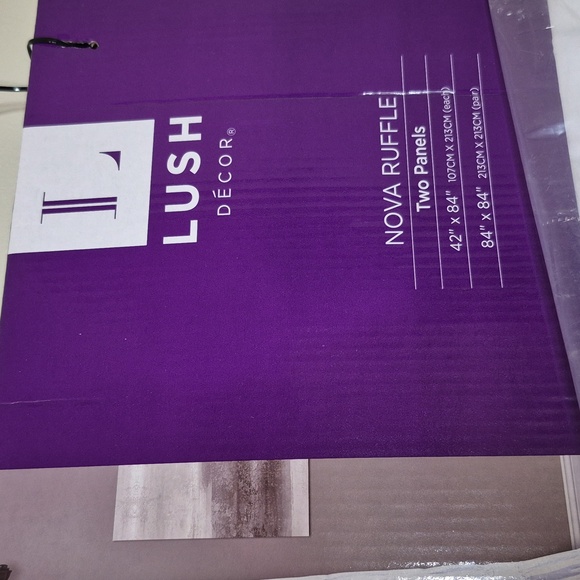 L
LUSH
DÉCOR®
NOVA RUFFLE
Two Panels
42" x 84" 107CM X 213CM (each)
84" x 84" 213CM X 213CM (pair)